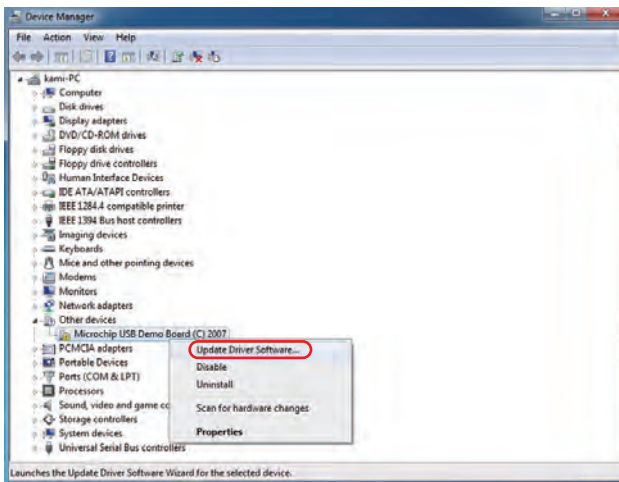 Device Manager
File Action View Help
kami-PC
Computer
Disk drives
Display adapters
DVD/CD-ROM drives
Floppy disk drives
Floppy drive controllers
Human Interface Devices
IDE ATA/ATAPI controllers
IEEE 1284.4 compatible printer
IEEE 1394 Bus host controllers
Imaging devices
Keyboards
Mice and other pointing devices
Modems
Monitors
Network adapters
Other devices
Microchip USB Demo Board (C) 2007
PCMCIA adapters
Update Driver Software...
Portable Devices
Disable
Ports (COM & LPT)
Processors
Uninstall
Sound, video and game co
Scan for hardware changes
Storage controllers
System devices
Properties
Universal Serial Bus controllers
Launches the Update Driver Software Wizard for the selected device.